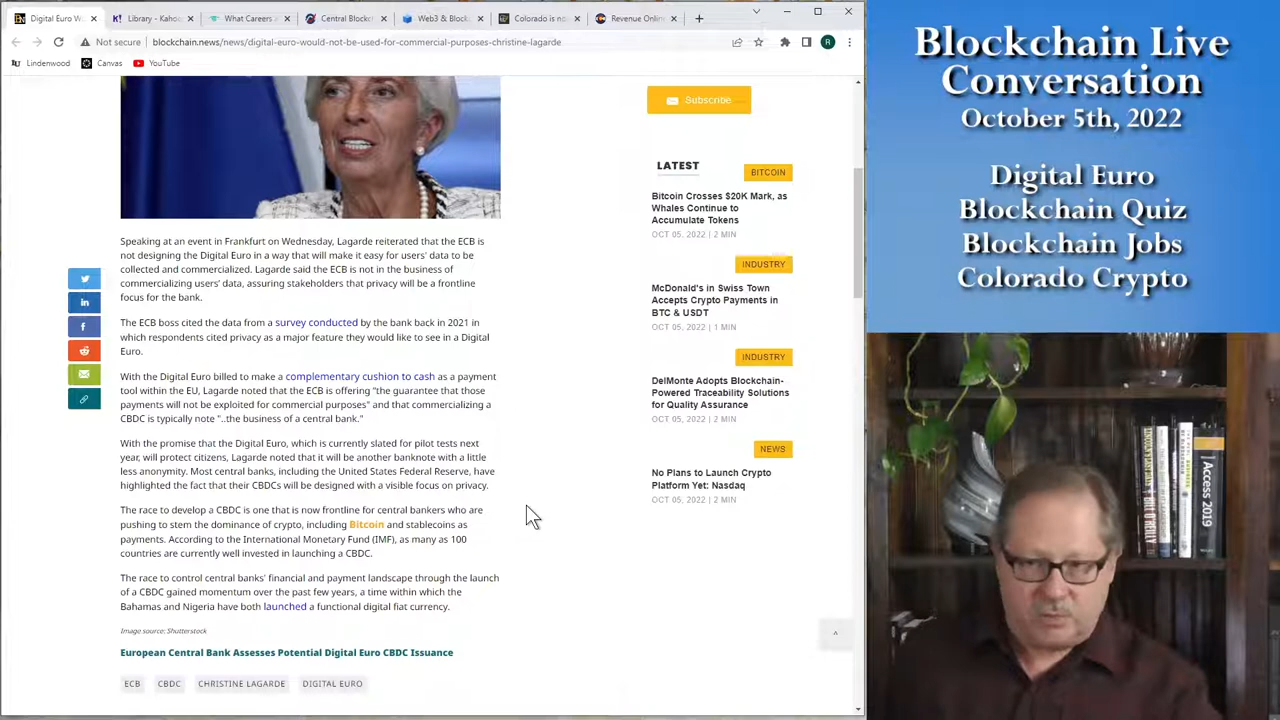 Digital Euro W
Library - Kaho
What Careers
Central Blockc
Web3 & Block
Colorado is no
Revenue Onlin
Not secure
blockchain.news/news/digital-euro-would-not-be-used-for-commercial-purposes-christine-lagarde
R
Lindenwood
Canvas
YouTube
Speaking at an event in Frankfurt on Wednesday, Lagarde reiterated that the ECB is
not designing the Digital Euro in a way that will make it easy for users' data to be
collected and commercialized. Lagarde said the ECB is not in the business of
commercializing users' data, assuring stakeholders that privacy will be a frontline
focus for the bank.
The ECB boss cited the data from a survey conducted by the bank back in 2021 in
which respondents cited privacy as a major feature they would like to see in a Digital
Euro.
With the Digital Euro billed to make a complementary cushion to cash as a payment
tool within the EU, Lagarde noted that the ECB is offering "the guarantee that those
payments will not be exploited for commercial purposes" and that commercializing a
CBDC is typically note "..the business of a central bank."
With the promise that the Digital Euro, which is currently slated for pilot tests next
year, will protect citizens, Lagarde noted that it will be another banknote with a little
less anonymity. Most central banks, including the United States Federal Reserve, have
highlighted the fact that their CBDCs will be designed with a visible focus on privacy.
The race to develop a CBDC is one that is now frontline for central bankers who are
pushing to stem the dominance of crypto, including Bitcoin and stablecoins as
payments. According to the International Monetary Fund (IMF), as many as 100
countries are currently well invested in launching a CBDC.
The race to control central banks' financial and payment landscape through the launch
of a CBDC gained momentum over the past few years, a time within which the
Bahamas and Nigeria have both launched a functional digital fiat currency.
Image source: Shutterstock
European Central Bank Assesses Potential Digital Euro CBDC Issuance
ECB
CBDC
CHRISTINE LAGARDE
DIGITAL EURO
Subscribe
LATEST
BITCOIN
Bitcoin Crosses $20K Mark, as
Whales Continue to
Accumulate Tokens
OCT 05, 2022 | 2 MIN
INDUSTRY
McDonald's in Swiss Town
Accepts Crypto Payments in
BTC & USDT
OCT 05, 2022 | 1 MIN
INDUSTRY
DelMonte Adopts Blockchain-
Powered Traceability Solutions
for Quality Assurance
OCT 05, 2022 | 2 MIN
NEWS
No Plans to Launch Crypto
Platform Yet: Nasdaq
OCT 05, 2022 | 2 MIN
Blockchain Live
Conversation
October 5th, 2022
Digital Euro
Blockchain Quiz
Blockchain Jobs
Colorado Crypto
Access 2019